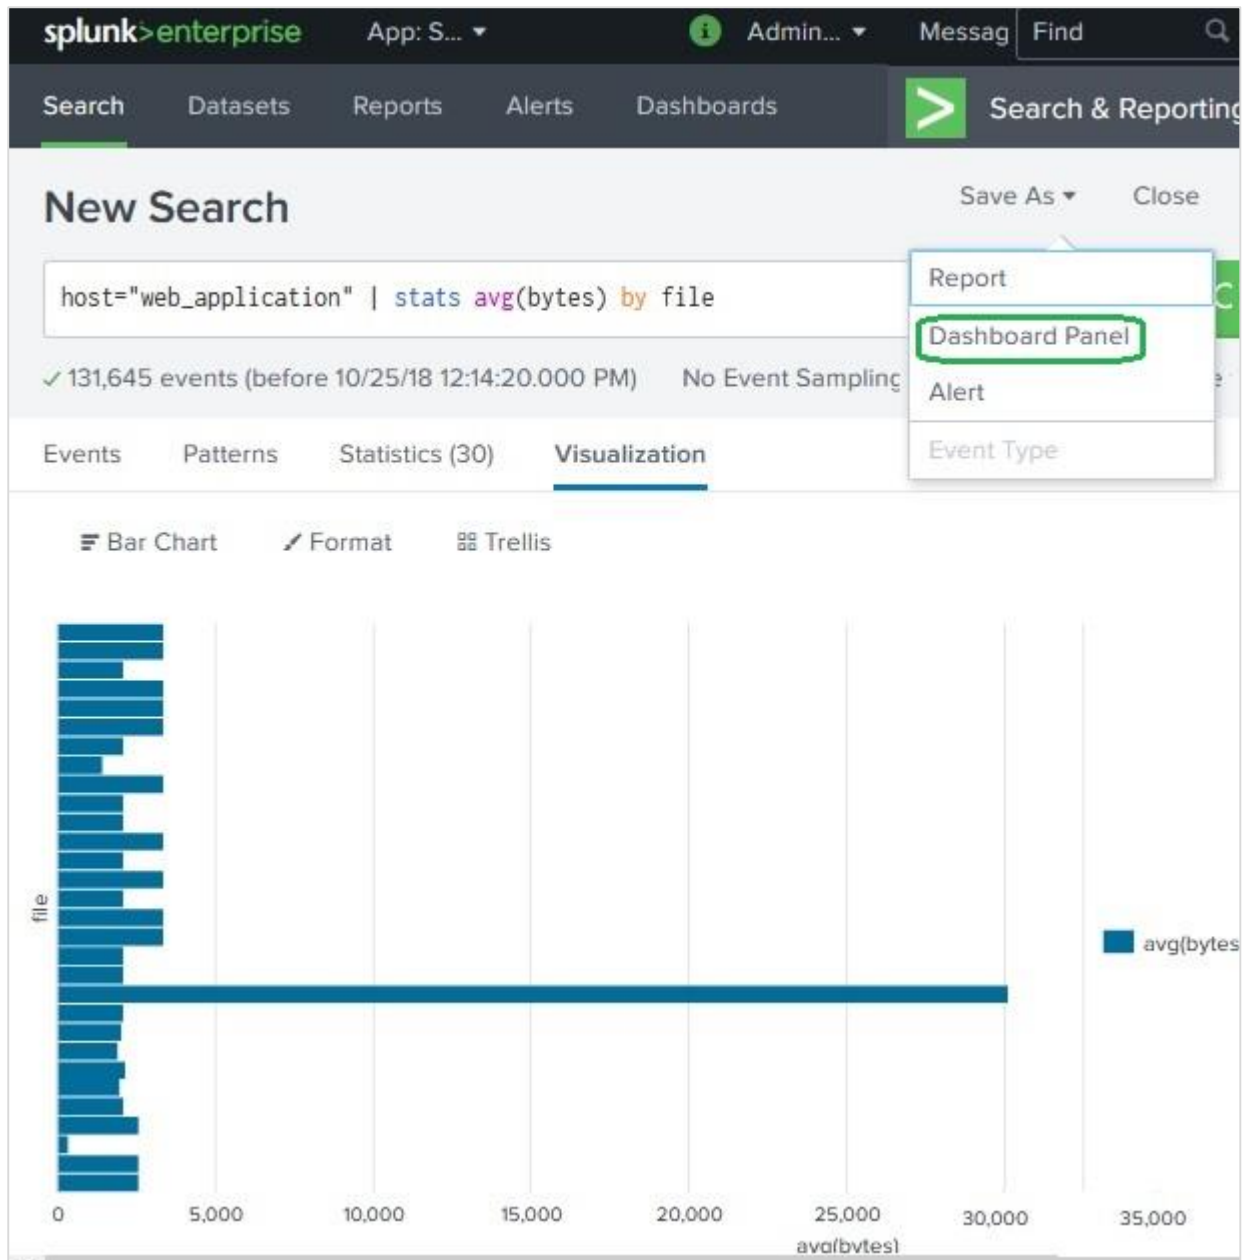 splunk>enterprise App: S... Admin... Messag Find
Search Datasets Reports Alerts Dashboards Search & Reporting
New Search Save As Close
Report
host="web_application" | stats avg(bytes) by file
Dashboard Panel
131,645 events (before 10/25/18 12:14:20.000 PM) No Event Sampling
Alert
Events Patterns Statistics (30) Visualization
Event Type
Bar Chart Format Trellis
file
avg(bytes
0 5,000 10,000 15,000 20,000 25,000 30,000 35,000
avg(bytes)